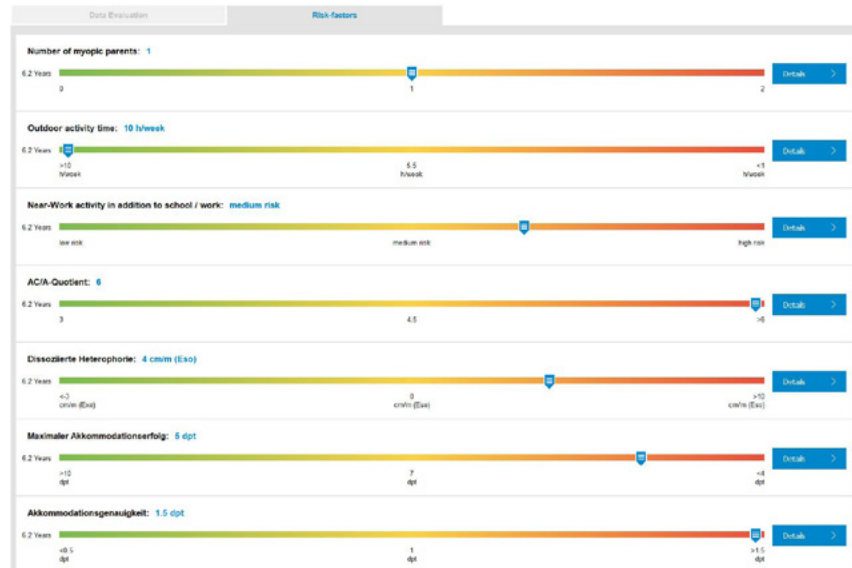 Data Evaluation
Risk-factors
Number of myopic parents: 1
6.2 Years
Details
0
1
2
Outdoor activity time: 10 h/week
6.2 Years
Details
>10
5.5
<1
h/week
h/week
h/week
Near-Work activity in addition to school / work: medium risk
6.2 Years
Details
low risk
medium risk
high risk
AC/A-Quotient: 6
6.2 Years
Details
3
4.5
>6
Dissoziierte Heterophorie: 4 cm/m (Eso)
6.2 Years
Details
0
>10
cm/m (Exo)
cm/m (Eso)
Maximaler Akkommodationserfolg: 5 dpt
6.2 Years
Details
>10
7
<4
dpt
dpt
dpt
Akkommodationsgenauigkeit: 1.5 dpt
6.2 Years
Details
<0.5
1
>1.5
dpt
dpt
dpt